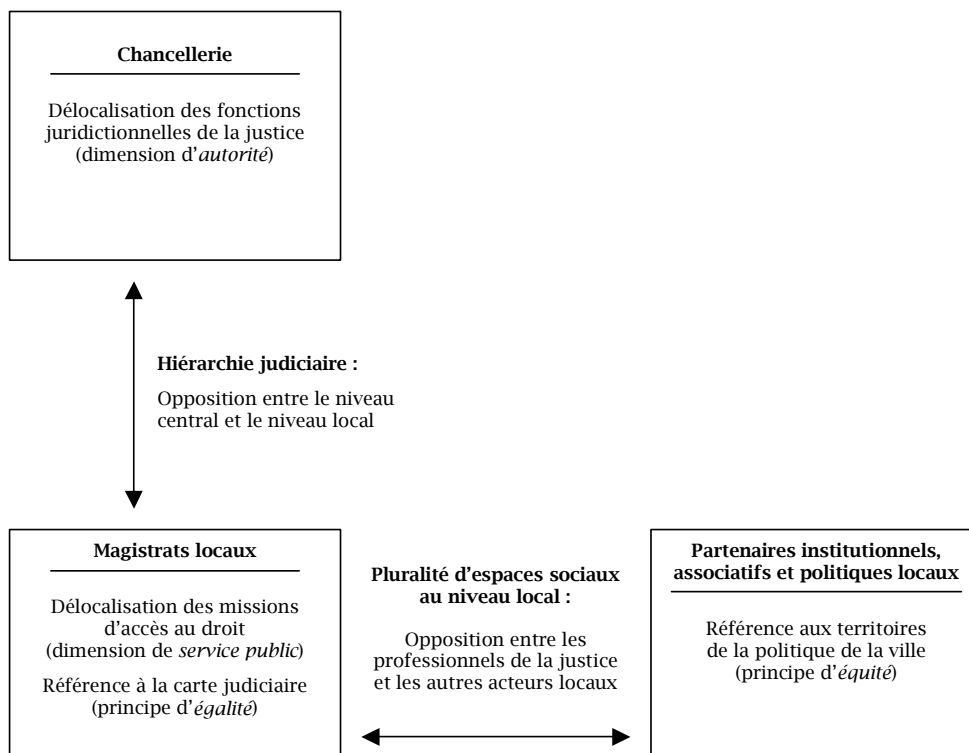 Chancellerie
Délocalisation des fonctions
juridictionnelles de la justice
(dimension d’autorité)
Hiérarchie judiciaire :
Opposition entre le niveau
central et le niveau local
Magistrats locaux
Délocalisation des missions
d’accès au droit
(dimension de service public)
Référence à la carte judiciaire
(principe d’égalité)
Pluralité d’espaces sociaux
au niveau local :
Opposition entre les
professionnels de la justice
et les autres acteurs locaux
Partenaires institutionnels,
associatifs et politiques locaux
Référence aux territoires
de la politique de la ville
(principe d’équité)